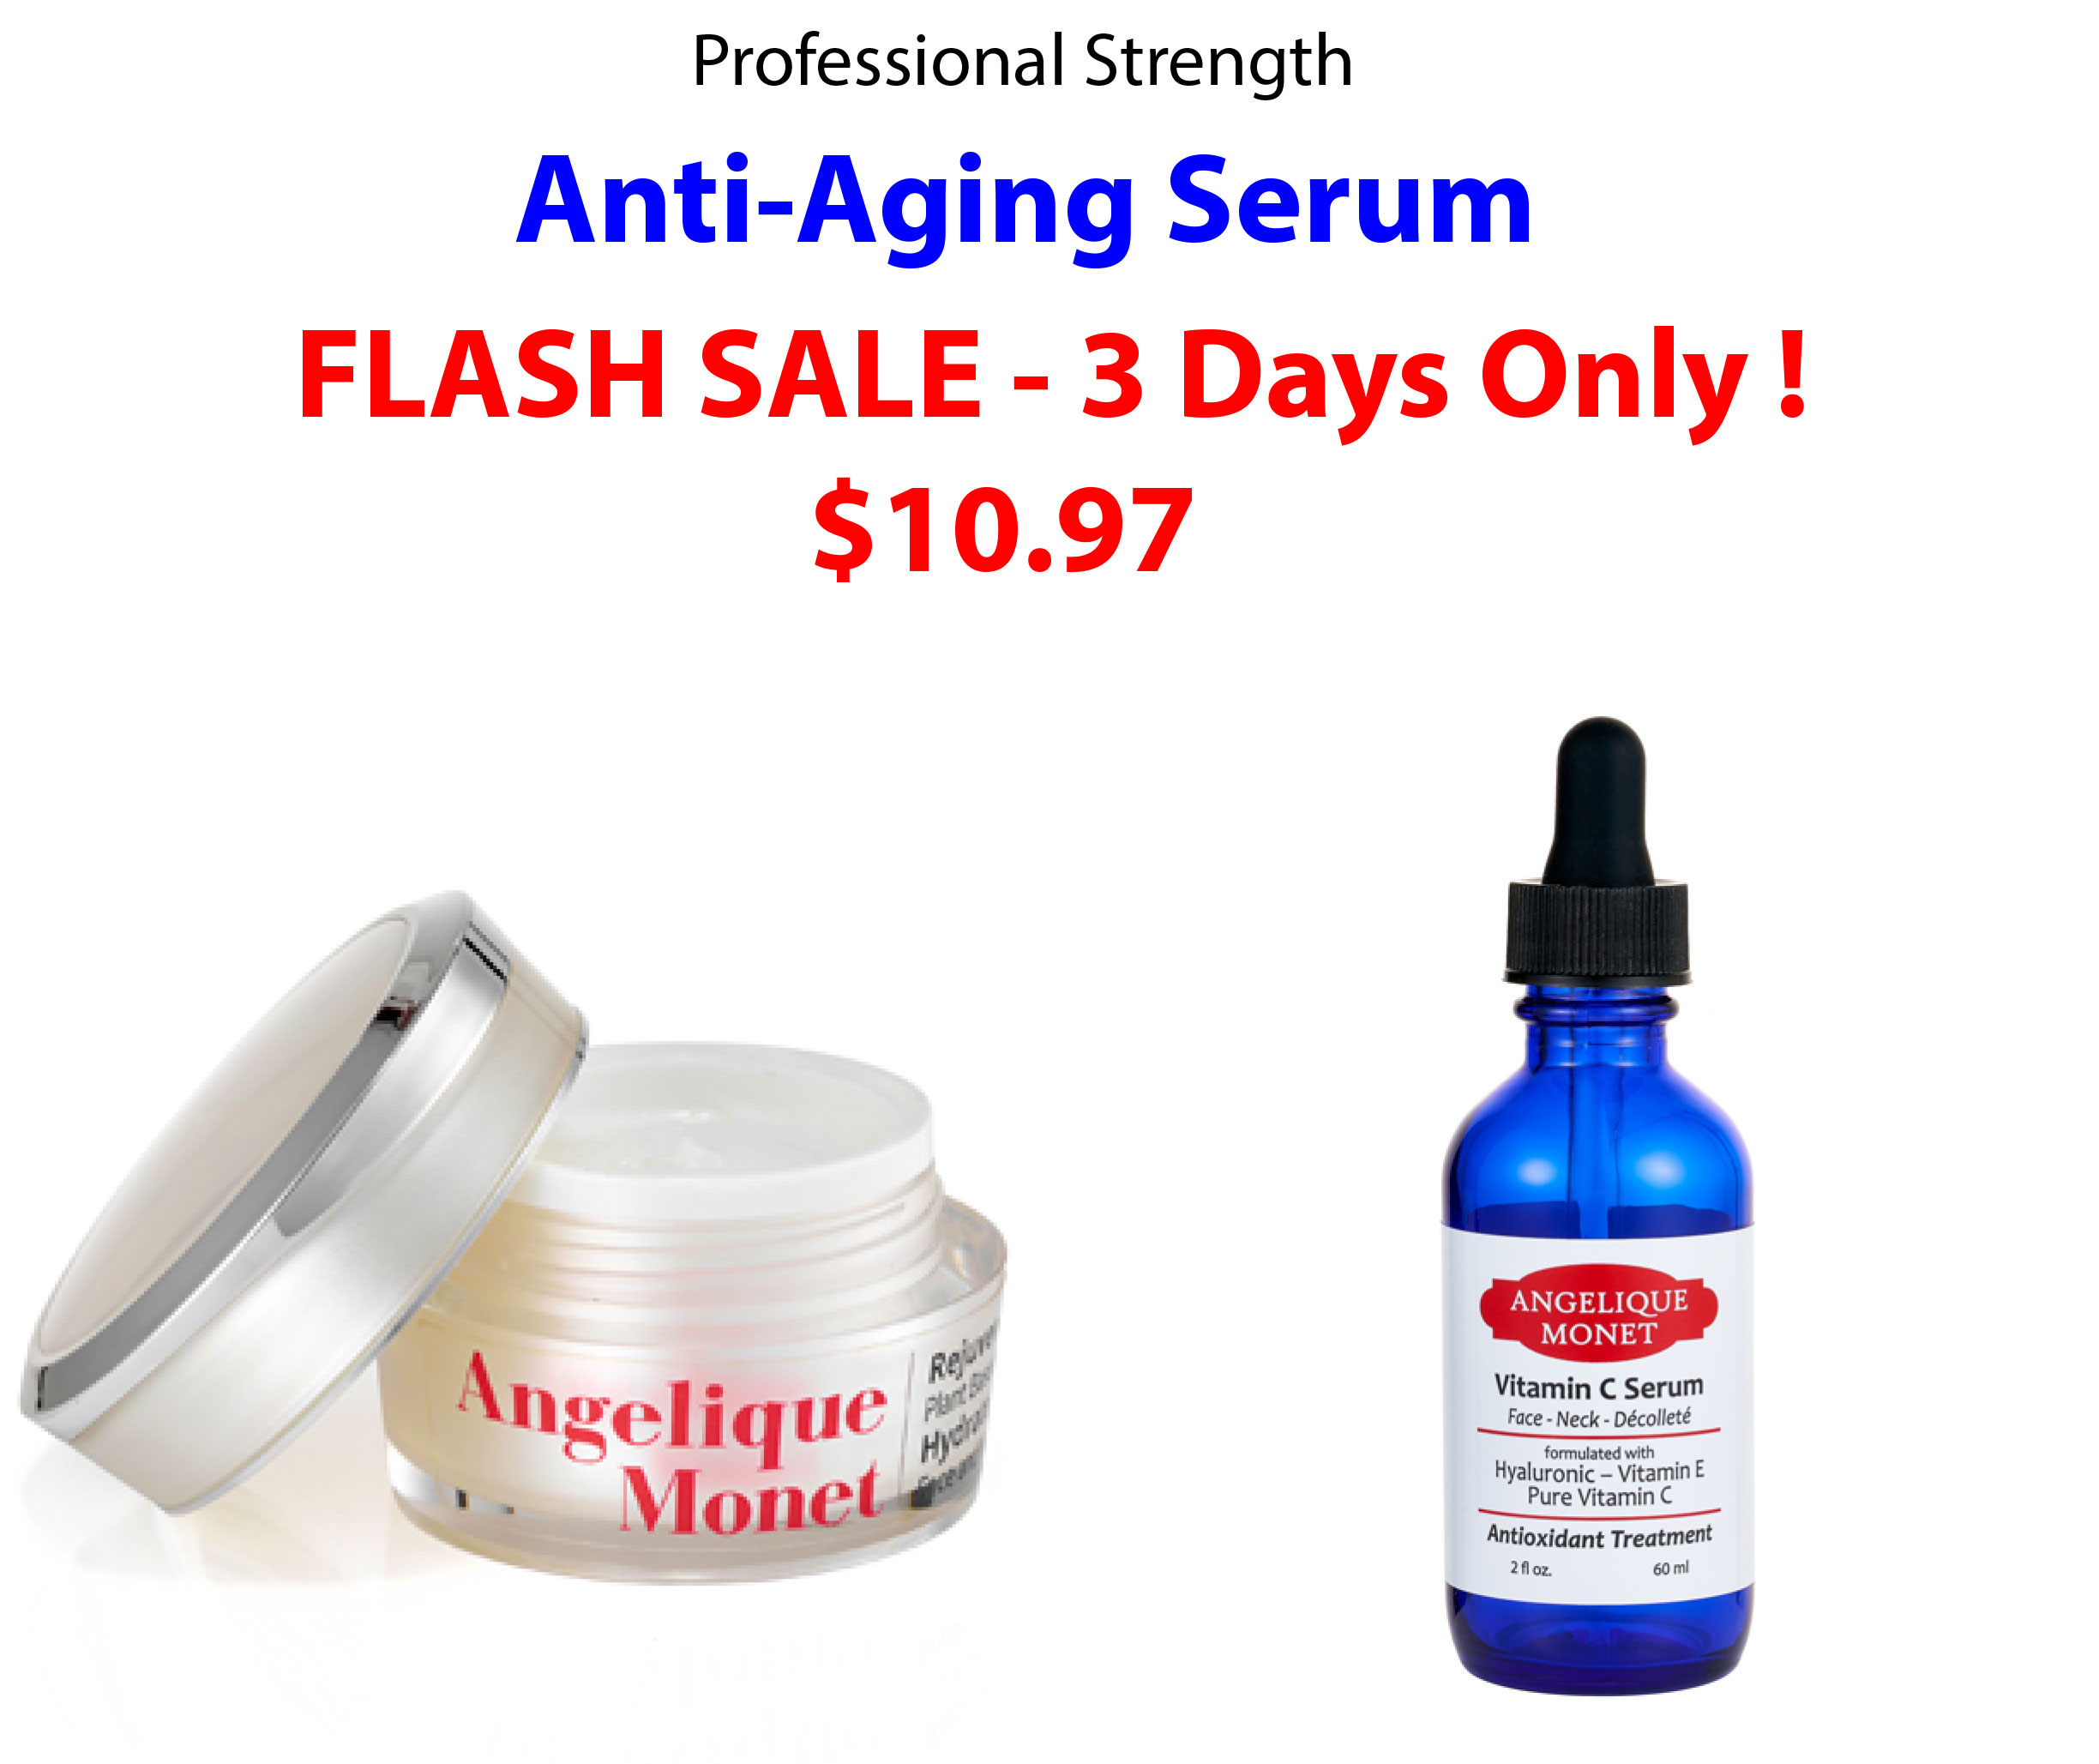 Professional Strength
Anti-Aging Serum
FLASH SALE - 3 Days Only !
$10.97
Angelique
Monet
Plant
ANGELIQUE
MONET
Vitamin C Serum
Face - Neck - Décolleté
formulated with
Hyaluronic – Vitamin E
Pure Vitamin C
Antioxidant Treatment
2 fl oz. 60 ml